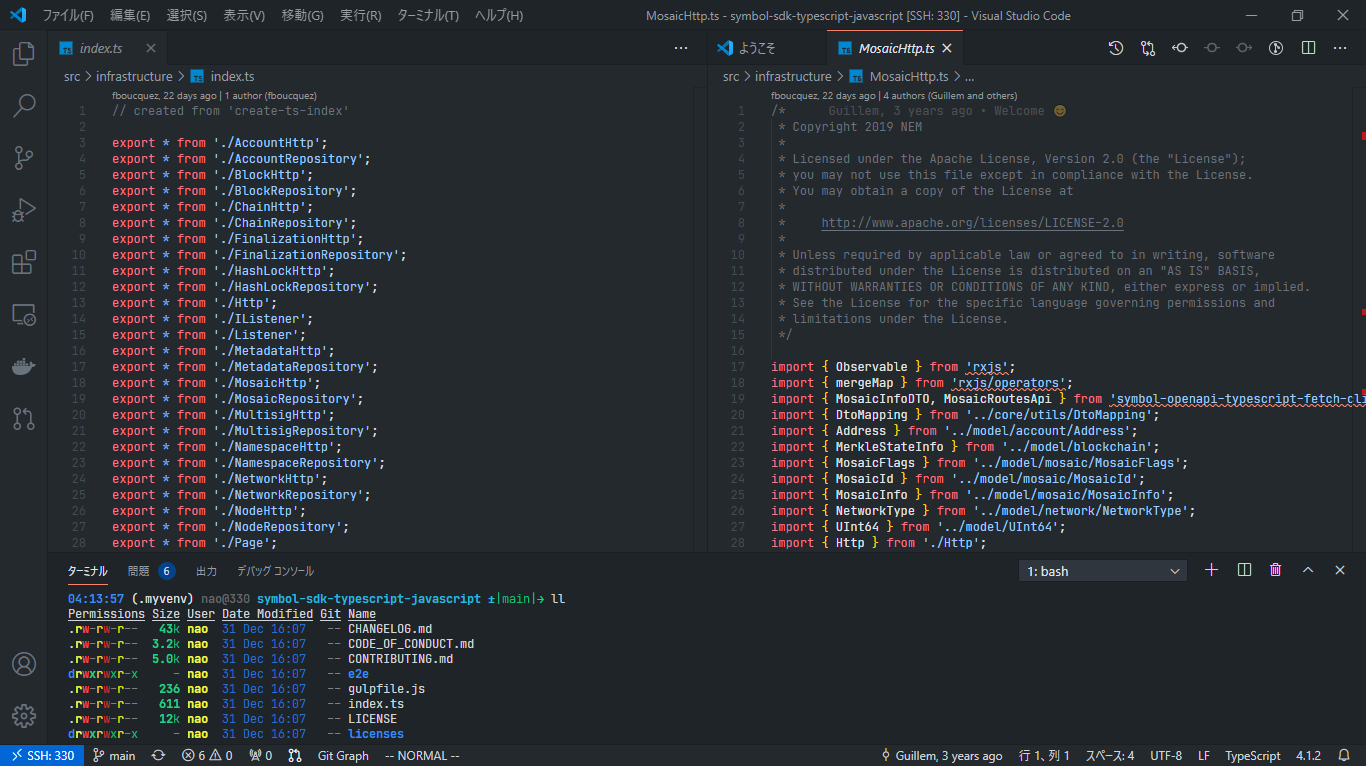 ファイル(F) 編集(E) 選択(S) 表示(V) 移動(G) 実行(R) ターミナル(T) ヘルプ(H) MosaicHttp.ts - symbol-sdk-typescript-javascript [SSH: 330] - Visual Studio Code
index.ts
src > infrastructure > index.ts
fboucquez, 22 days ago | 1 author (fboucquez)
1 // created from 'create-ts-index'
2
3 export * from './AccountHttp';
4 export * from './AccountRepository';
5 export * from './BlockHttp';
6 export * from './BlockRepository';
7 export * from './ChainHttp';
8 export * from './ChainRepository';
9 export * from './FinalizationHttp';
10 export * from './FinalizationRepository';
11 export * from './HashLockHttp';
12 export * from './HashLockRepository';
13 export * from './Http';
14 export * from './IListener';
15 export * from './Listener';
16 export * from './MetadataHttp';
17 export * from './MetadataRepository';
18 export * from './MosaicHttp';
19 export * from './MosaicRepository';
20 export * from './MultisigHttp';
21 export * from './MultisigRepository';
22 export * from './NamespaceHttp';
23 export * from './NamespaceRepository';
24 export * from './NetworkHttp';
25 export * from './NetworkRepository';
26 export * from './NodeHttp';
27 export * from './NodeRepository';
28 export * from './Page';
ようこそ MosaicHttp.ts
src > infrastructure > MosaicHttp.ts > ...
fboucquez, 22 days ago | 4 authors (Guillem and others)
1 /* Guillem, 3 years ago • Welcome 😄
2 * Copyright 2019 NEM
3 *
4 * Licensed under the Apache License, Version 2.0 (the "License");
5 * you may not use this file except in compliance with the License.
6 * You may obtain a copy of the License at
7 *
8 * http://www.apache.org/licenses/LICENSE-2.0
9 *
10 * Unless required by applicable law or agreed to in writing, software
11 * distributed under the License is distributed on an "AS IS" BASIS,
12 * WITHOUT WARRANTIES OR CONDITIONS OF ANY KIND, either express or implied.
13 * See the License for the specific language governing permissions and
14 * limitations under the License.
15 */
16
17 import { Observable } from 'rxjs';
18 import { mergeMap } from 'rxjs/operators';
19 import { MosaicInfoDTO, MosaicRoutesApi } from 'symbol-openapi-typescript-fetch-cli
20 import { DtoMapping } from '../core/utils/DtoMapping';
21 import { Address } from '../model/account/Address';
22 import { MerkleStateInfo } from '../model/blockchain';
23 import { MosaicFlags } from '../model/mosaic/MosaicFlags';
24 import { MosaicId } from '../model/mosaic/MosaicId';
25 import { MosaicInfo } from '../model/mosaic/MosaicInfo';
26 import { NetworkType } from '../model/network/NetworkType';
27 import { UInt64 } from '../model/UInt64';
28 import { Http } from './Http';
ターミナル 問題 6 出力 デバッグ コンソール 1: bash
04:13:57 (.myvenv) nao@330 symbol-sdk-typescript-javascript ±|main|→ ll
Permissions Size User Date Modified Git Name
.rw-rw-r-- 43k nao 31 Dec 16:07 -- CHANGELOG.md
.rw-rw-r-- 3.2k nao 31 Dec 16:07 -- CODE_OF_CONDUCT.md
.rw-rw-r-- 5.0k nao 31 Dec 16:07 -- CONTRIBUTING.md
drwxrwxr-x - nao 31 Dec 16:07 -- e2e
.rw-rw-r-- 236 nao 31 Dec 16:07 -- gulpfile.js
.rw-rw-r-- 611 nao 31 Dec 16:07 -- index.ts
.rw-rw-r-- 12k nao 31 Dec 16:07 -- LICENSE
drwxrwxr-x - nao 31 Dec 16:07 -- licenses
SSH: 330 main 6 0 0 Git Graph -- NORMAL -- Guillem, 3 years ago 行 1、列 1 スペース: 4 UTF-8 LF TypeScript 4.1.2